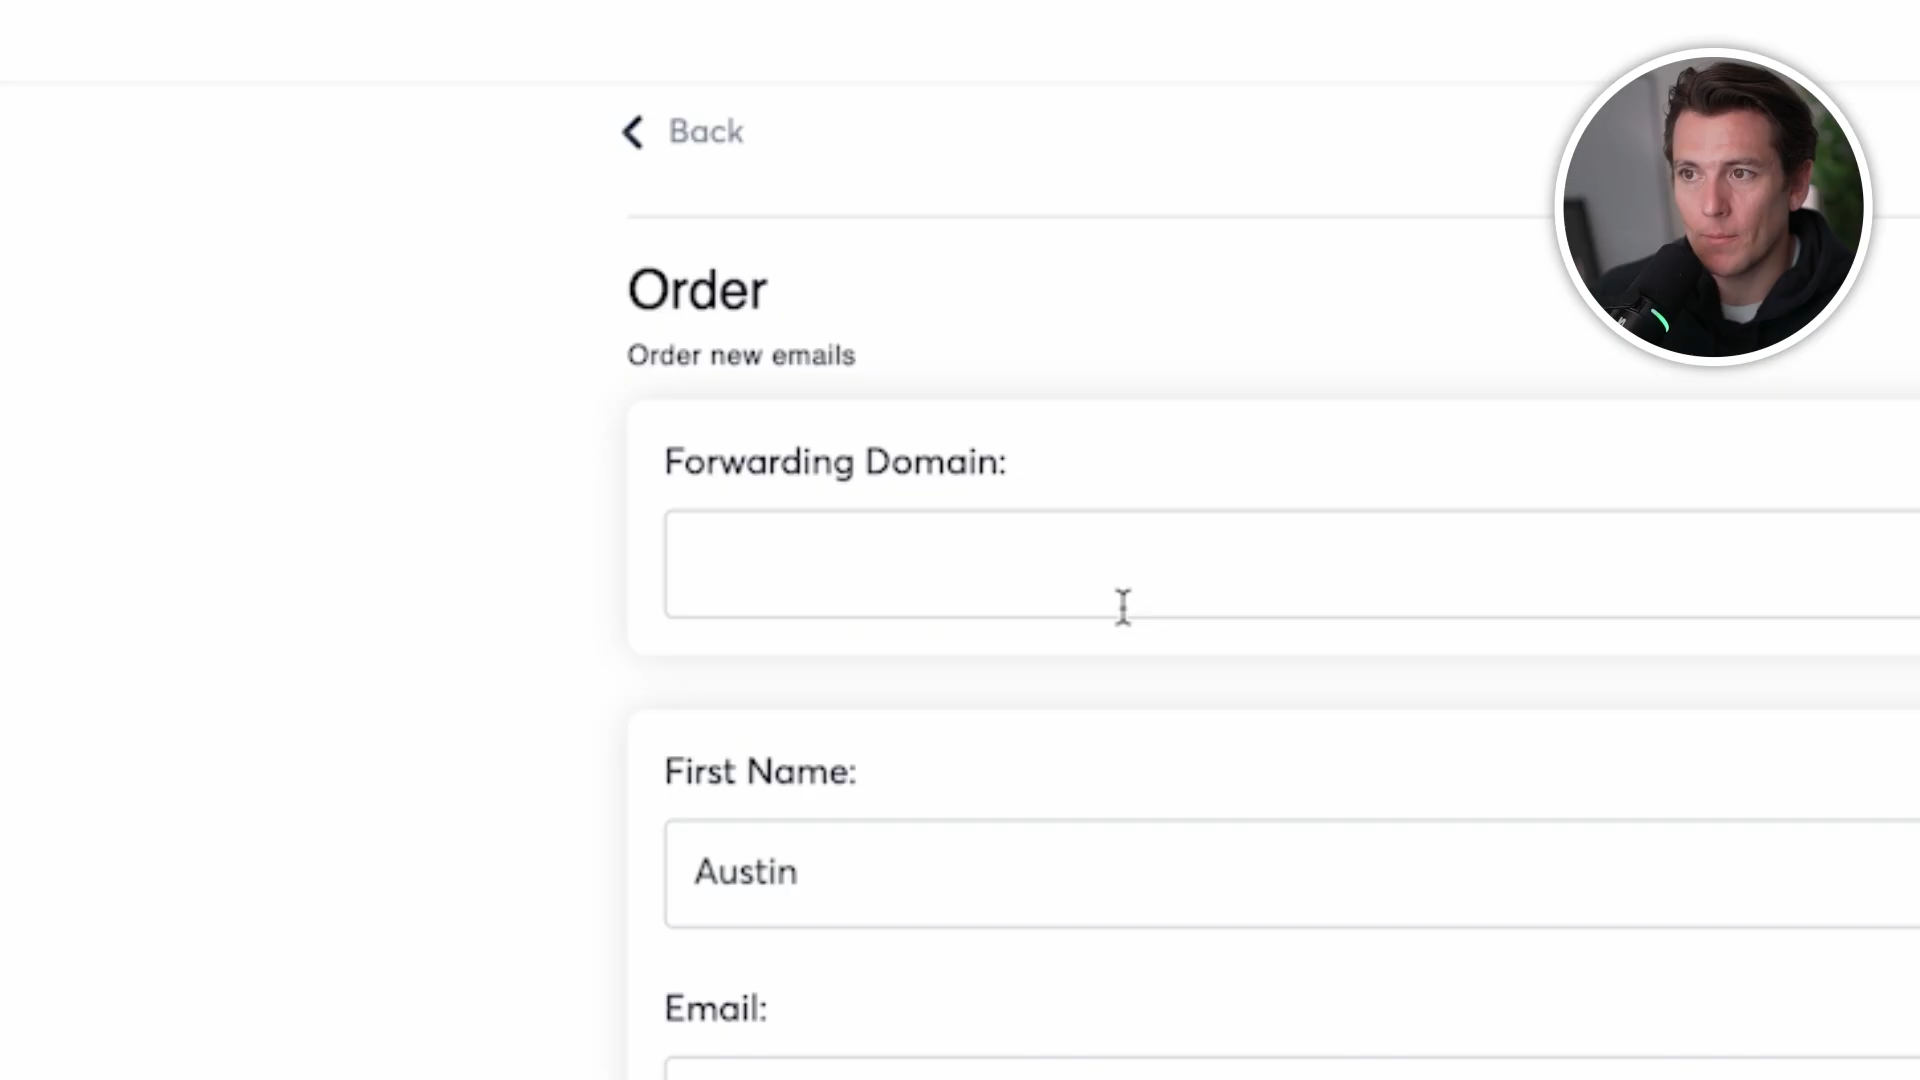 Back
Order
Order new emails
Forwarding Domain:
First Name:
Austin
Email: